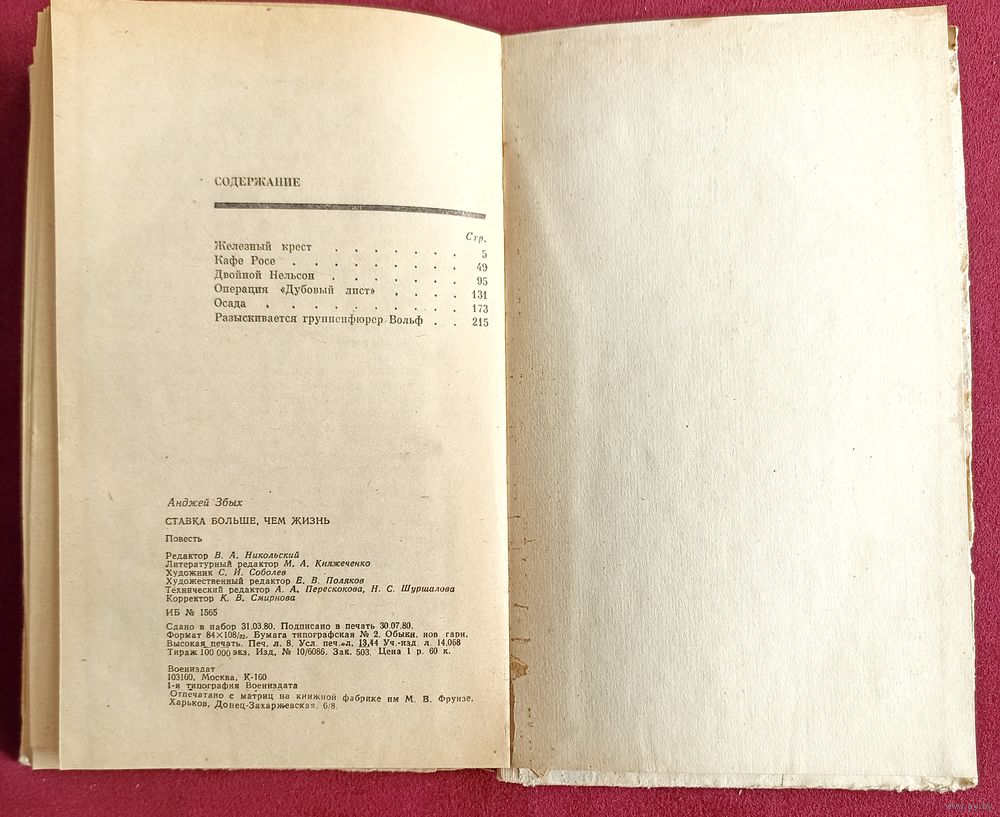 СОДЕРЖАНИЕ
Стр.
Железный крест . . . . . . . 5
Кафе Росе . . . . . . . . . 49
Двойной Нельсон . . . . . . . 95
Операция «Дубовый лист» . . . . 131
Осада . . . . . . . . . . 173
Разыскивается группенфюрер Вольф . . 215
Анджей Збых
СТАВКА БОЛЬШЕ, ЧЕМ ЖИЗНЬ
Повесть
Редактор В. А. Никольский
Литературный редактор М. А. Княжеченко
Художник С. И. Соболев
Художественный редактор Е. В. Поляков
Технический редактор А. А. Перескокова, Н. С. Шуршалова
Корректор К. В. Смирнова
ИБ № 1565
Сдано в набор 31.03.80. Подписано в печать 30.07.80.
Формат 84×108/32. Бумага типографская № 2. Обыкн. нов гарн.
Высокая печать. Печ. л. 8. Усл. печ. л. 13,44 Уч.-изд. л. 14.068
Тираж 100 000 экз. Изд. № 10/6086. Зак. 503. Цена 1 р. 60 к.
Воениздат
103160, Москва, К-160
1-я типография Воениздата
Отпечатано с матриц на книжной фабрике им М. В. Фрунзе,
Харьков, Донец-Захаржевская, 6/8.